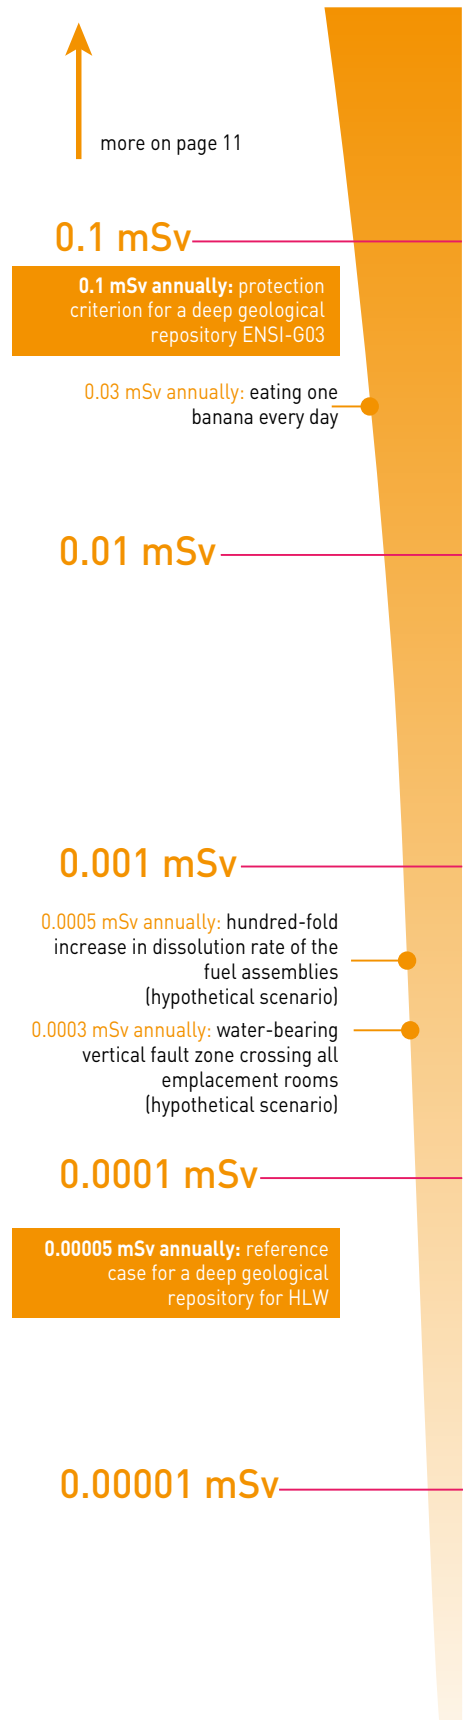 more on page 11
0.1 mSv
0.1 mSv annually: protection
criterion for a deep geological
repository ENSI-G03
0.03 mSv annually: eating one
banana every day
0.01 mSv
0.001 mSv
0.0005 mSv annually: hundred-fold
increase in dissolution rate of the
fuel assemblies
(hypothetical scenario)
0.0003 mSv annually: water-bearing
vertical fault zone crossing all
emplacement rooms
(hypothetical scenario)
0.0001 mSv
0.00005 mSv annually: reference
case for a deep geological
repository for HLW
0.00001 mSv